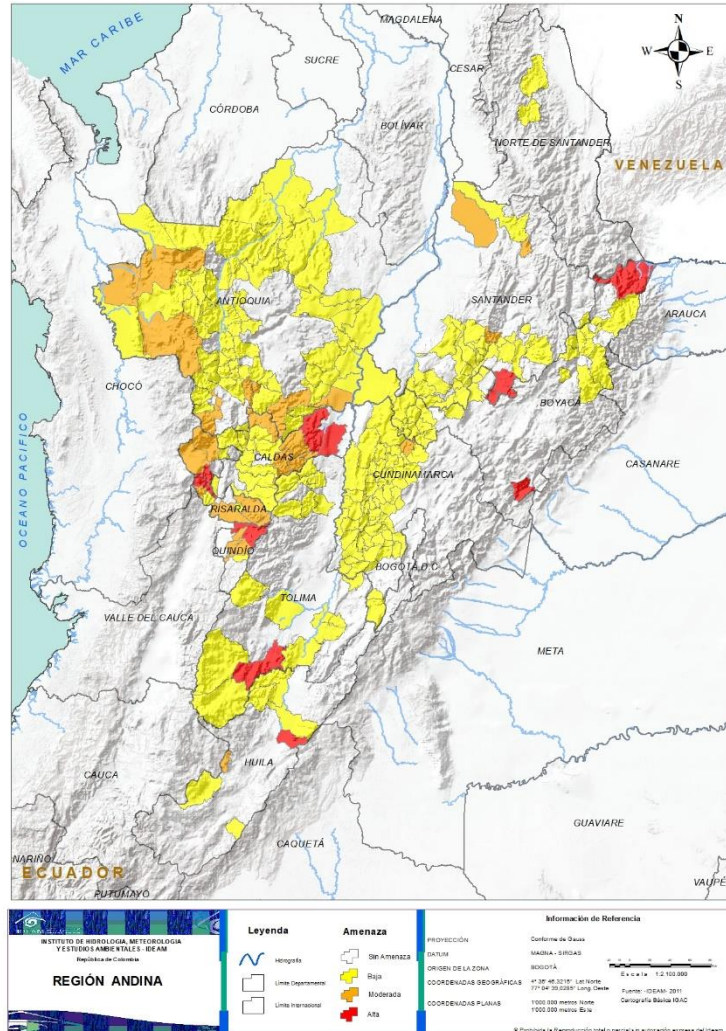 MAGDALENA
MAR CARIBE
N
W E
S
SUCRE
CESAR
CÓRDOBA
BOLÍVAR
NORTE DE SANTANDER
VENEZUELA
ANTIOQUIA
SANTANDER
ARAUCA
CHOCÓ
BOYACÁ
CALDAS
CUNDINAMARCA
CASANARE
OCEANO PACIFICO
RISARALDA
QUINDÍO
BOGOTÁ, D.C
TOLIMA
VALLE DEL CAUCA
META
HUILA
CAUCA
GUAVIARE
CAQUETÁ
NARIÑO
ECUADOR
PUTUMAYO
VAUPÉ
INSTITUTO DE HIDROLOGIA, METEOROLOGIA
Y ESTUDIOS AMBIENTALES - IDEAM
República de Colombia
REGIÓN ANDINA
Leyenda
Hidrografía
Límite Departamental
Límite Internacional
Amenaza
Sin Amenaza
Baja
Moderada
Alta
Información de Referencia
PROYECCIÓN Conforme de Gauss
DATUM MAGNA - SIRGAS
ORIGEN DE LA ZONA BOGOTÁ
COORDENADAS GEOGRÁFICAS
COORDENADAS PLANAS 1'000.000 metros Norte
1'000.000 metros Este
Escala 1:2.100.000
Fuente: -IDEAM- 2011
Cartografía Básica IGAC